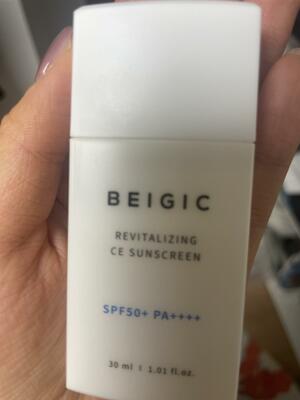 BEIGIC
REVITALIZING
CE SUNSCREEN
SPF50+ PA++++
30 ml | 1.01 fl.oz.